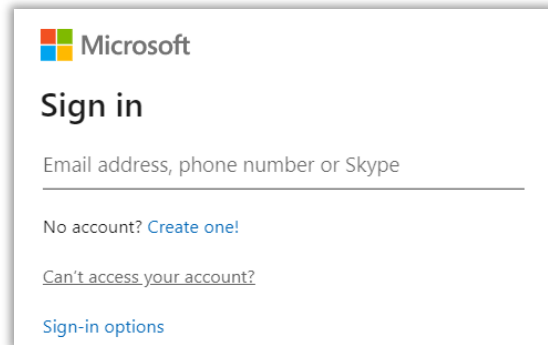 Microsoft
Sign in
Email address, phone number or Skype
No account? Create one!
Can't access your account?
Sign-in options